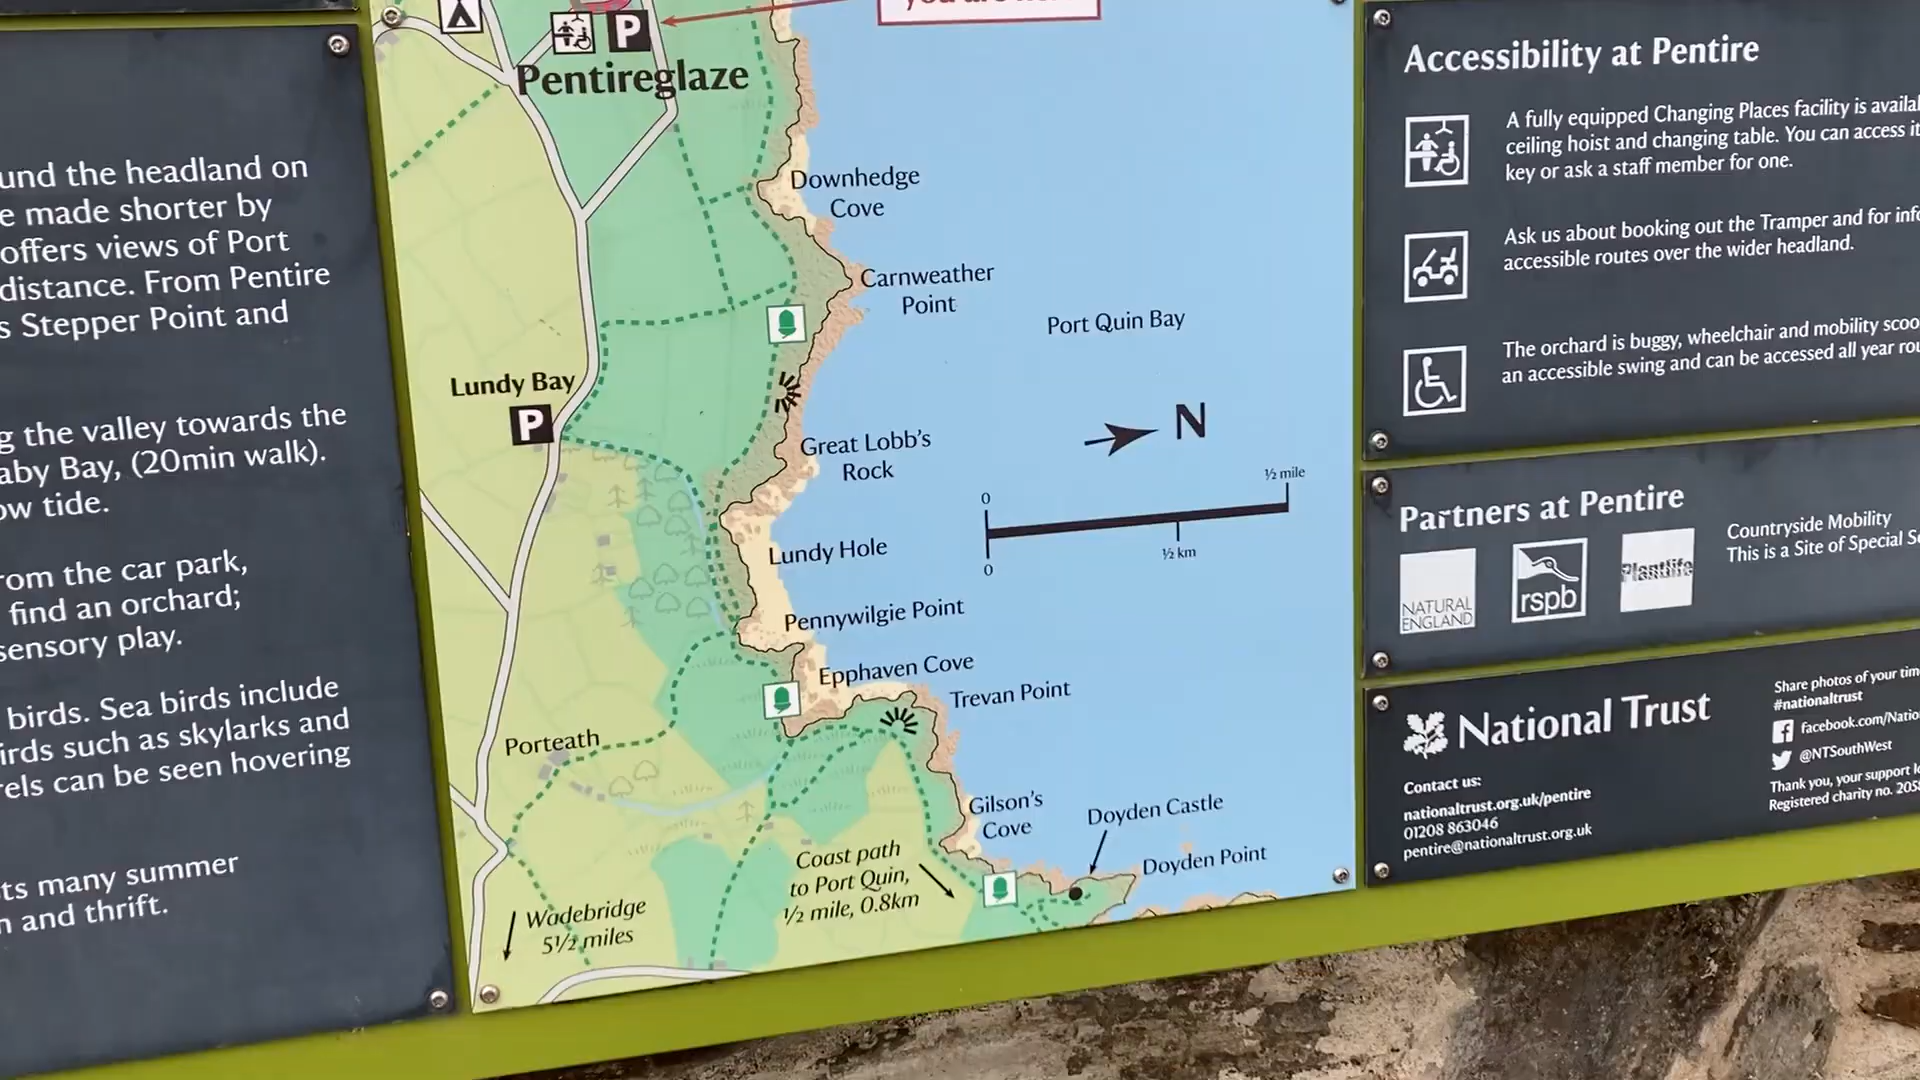 und the headland on
e made shorter by
offers views of Port
distance. From Pentire
s Stepper Point and
g the valley towards the
aby Bay, (20min walk).
ow tide.
rom the car park,
find an orchard;
sensory play.
birds. Sea birds include
irds such as skylarks and
rels can be seen hovering
ts many summer
n and thrift.
you are here
P
Pentireglaze
Downhedge
Cove
Carnweather
Point
Port Quin Bay
Lundy Bay
P
Great Lobb's
Rock
N
0
½ mile
½ km
0
Lundy Hole
Pennywilgie Point
Epphaven Cove
Trevan Point
Porteath
Gilson's
Cove
Doyden Castle
Doyden Point
Coast path
to Port Quin,
½ mile, 0.8km
Wadebridge
5½ miles
Accessibility at Pentire
A fully equipped Changing Places facility is availa
ceiling hoist and changing table. You can access it
key or ask a staff member for one.
Ask us about booking out the Tramper and for info
accessible routes over the wider headland.
The orchard is buggy, wheelchair and mobility scoo
an accessible swing and can be accessed all year rou
Partners at Pentire
NATURAL
ENGLAND
rspb
Plantlife
Countryside Mobility
This is a Site of Special S
National Trust
Contact us:
nationaltrust.org.uk/pentire
01208 863046
pentire@nationaltrust.org.uk
Share photos of your tim
#nationaltrust
facebook.com/Natio
@NTSouthWest
Thank you, your support
Registered charity no. 205